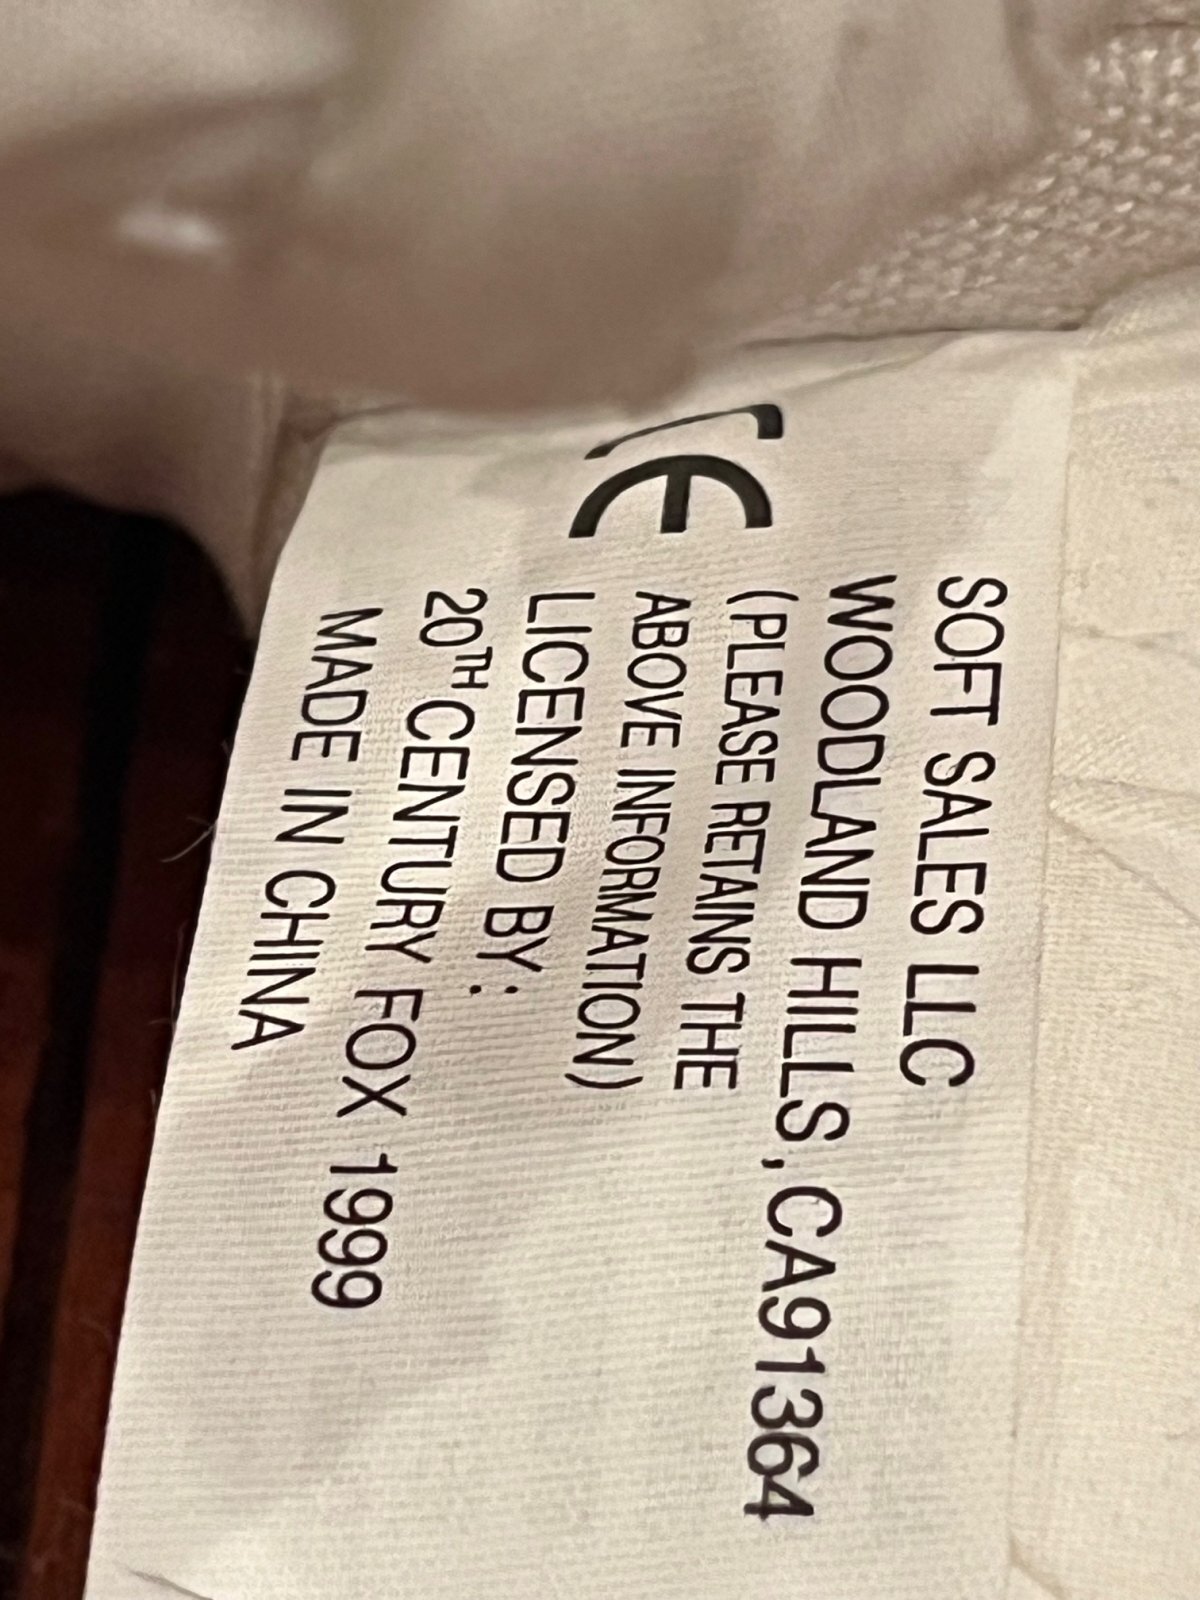 SOFT SALES LLC
WOODLAND HILLS, CA91364
(PLEASE RETAINS THE
ABOVE INFORMATION)
CE
LICENSED BY:
20TH CENTURY FOX 1999
MADE IN CHINA